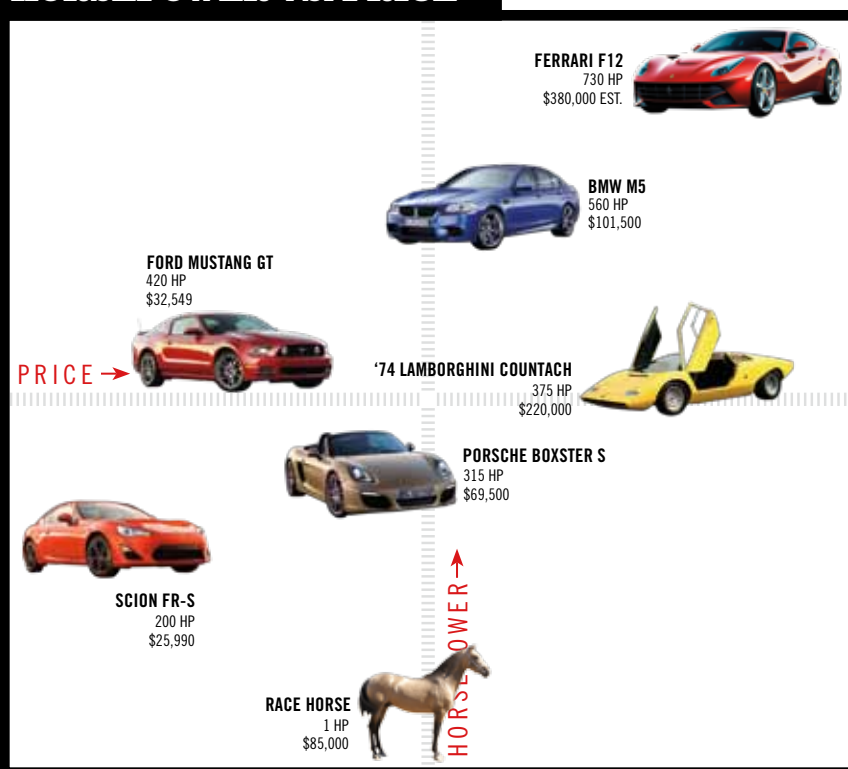 FERRARI F12
730 HP
$380,000 EST.
BMW M5
560 HP
$101,500
FORD MUSTANG GT
420 HP
$32,549
PRICE →
‘74 LAMBORGHINI COUNTACH
375 HP
$220,000
PORSCHE BOXSTER S
315 HP
$69,500
SCION FR-S
200 HP
$25,990
HORSEPOWER →
RACE HORSE
1 HP
$85,000